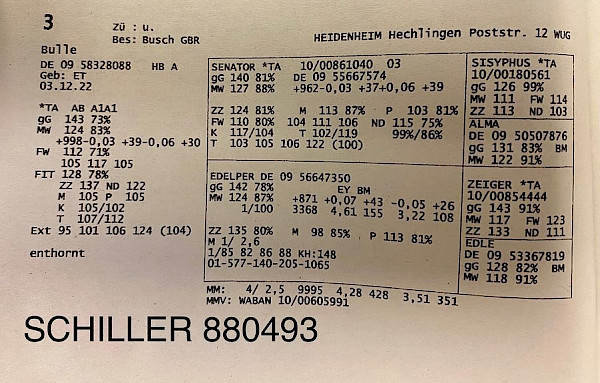 3
Zü : u.
Bes: Busch GBR
HEIDENHEIM Hechlingen Poststr. 12 WUG
Bulle
DE 09 58328088 HB A
Geb: ET
03.12.22
*TA AB A1A1
gG 143 73%
MW 124 83%
+998-0,03 +39-0,06 +30
FW 112 71%
105 117 105
FIT 128 78%
ZZ 137 ND 122
M 105 P 105
K 105/102
T 107/112
Ext 95 101 106 124 (104)
enthornt
SENATOR *TA 10/00861040 03
gG 140 81% DE 09 55667574
MW 127 88% +962-0,03 +37+0,06 +39
ZZ 124 81% M 113 87% P 103 81%
FW 110 80% 104 111 106 ND 115 75%
K 117/104 T 102/119 99%/86%
T 103 105 106 122 (100)
EDELPER DE 09 56647350
gG 142 78% EY BM
MW 124 87% +871 +0,07 +43 -0,05 +26
1/100 3368 4,61 155 3,22 108
ZZ 135 80% M 98 85% P 113 81%
M 1/ 2,6
1/85 82 86 88 KH:148
01-577-140-205-1065
MM: 4/ 2,5 9995 4,28 428 3,51 351
MMV: WABAN 10/00605991
SISYPHUS *TA
10/00180561
gG 126 99%
MW 111 FW 114
ZZ 113 ND 103
ALMA
DE 09 50507876
gG 131 83% BM
MW 122 91%
ZEIGER *TA
10/00854444
gG 143 91%
MW 117 FW 123
ZZ 133 ND 111
EDLE
DE 09 53367819
gG 128 82% BM
MW 118 91%
SCHILLER 880493